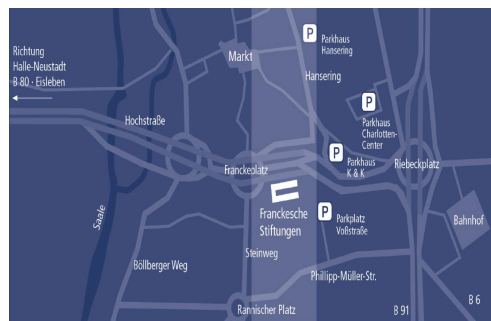 Richtung
Halle-Neustadt
B 80 · Eisleben
Markt
P
Parkhaus
Hansering
Hansering
P
Parkhaus
Charlotten-
Center
Hochstraße
P
Parkhaus
K & K
Riebeckplatz
Franckeplatz
Franckesche
Stiftungen
P
Parkplatz
Voßstraße
Bahnhof
Saale
Steinweg
Böllberger Weg
Phillipp-Müller-Str.
Rannischer Platz
B 91
B 6